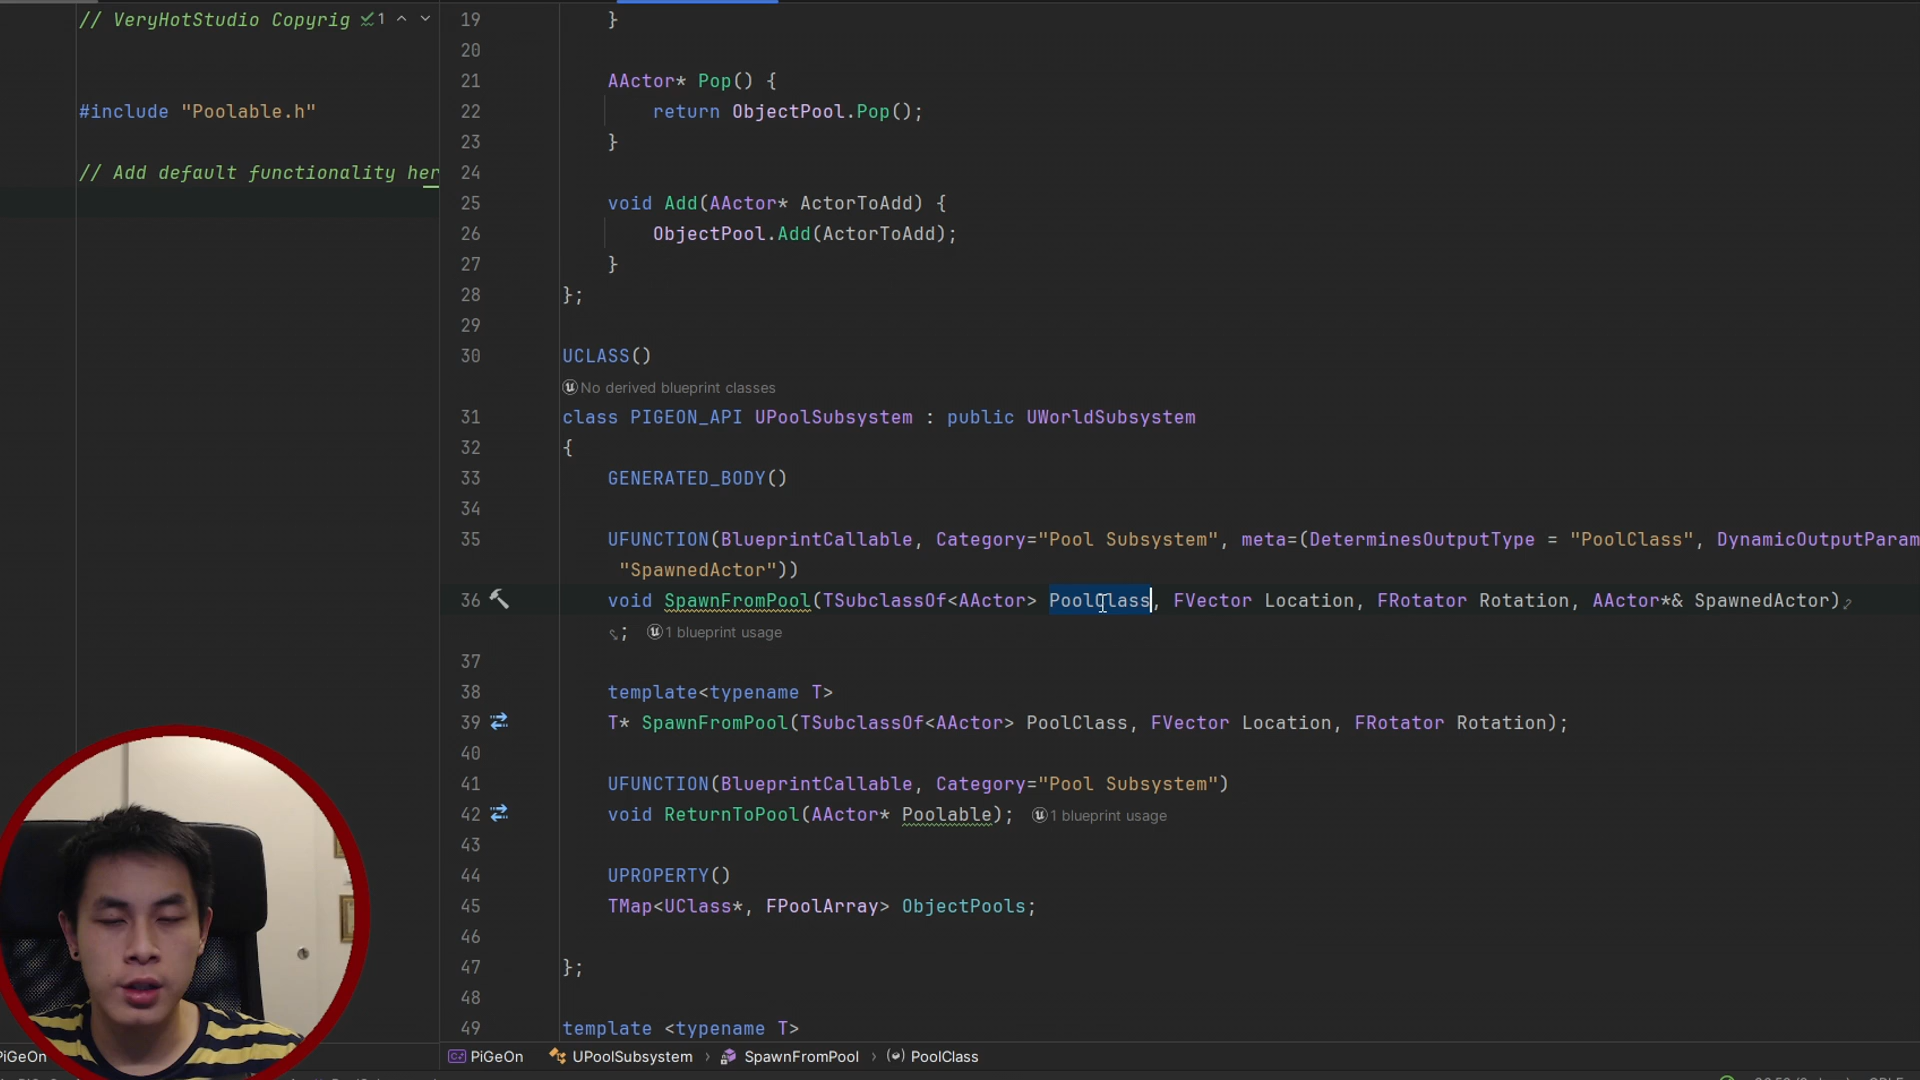 // VeryHotStudio Copyrig 1
#include "Poolable.h"
// Add default functionality her
19 }
20
21 AActor* Pop() {
22 return ObjectPool.Pop();
23 }
24
25 void Add(AActor* ActorToAdd) {
26 ObjectPool.Add(ActorToAdd);
27 }
28 };
29
30 UCLASS()
No derived blueprint classes
31 class PIGEON_API UPoolSubsystem : public UWorldSubsystem
32 {
33 GENERATED_BODY()
34
35 UFUNCTION(BlueprintCallable, Category="Pool Subsystem", meta=(DeterminesOutputType = "PoolClass", DynamicOutputParam
"SpawnedActor"))
36 void SpawnFromPool(TSubclassOf<AActor> PoolClass, FVector Location, FRotator Rotation, AActor*& SpawnedActor)
; 1 blueprint usage
37
38 template<typename T>
39 T* SpawnFromPool(TSubclassOf<AActor> PoolClass, FVector Location, FRotator Rotation);
40
41 UFUNCTION(BlueprintCallable, Category="Pool Subsystem")
42 void ReturnToPool(AActor* Poolable); 1 blueprint usage
43
44 UPROPERTY()
45 TMap<UClass*, FPoolArray> ObjectPools;
46
47 };
48
49 template <typename T>
PiGeOn
PiGeOn › UPoolSubsystem › SpawnFromPool › PoolClass